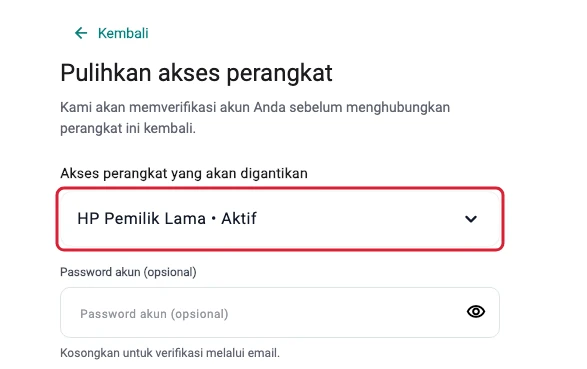 Kembali
Pulihkan akses perangkat
Kami akan memverifikasi akun Anda sebelum menghubungkan
perangkat ini kembali.
Akses perangkat yang akan digantikan
HP Pemilik Lama • Aktif
Password akun (opsional)
Password akun (opsional)
Kosongkan untuk verifikasi melalui email.